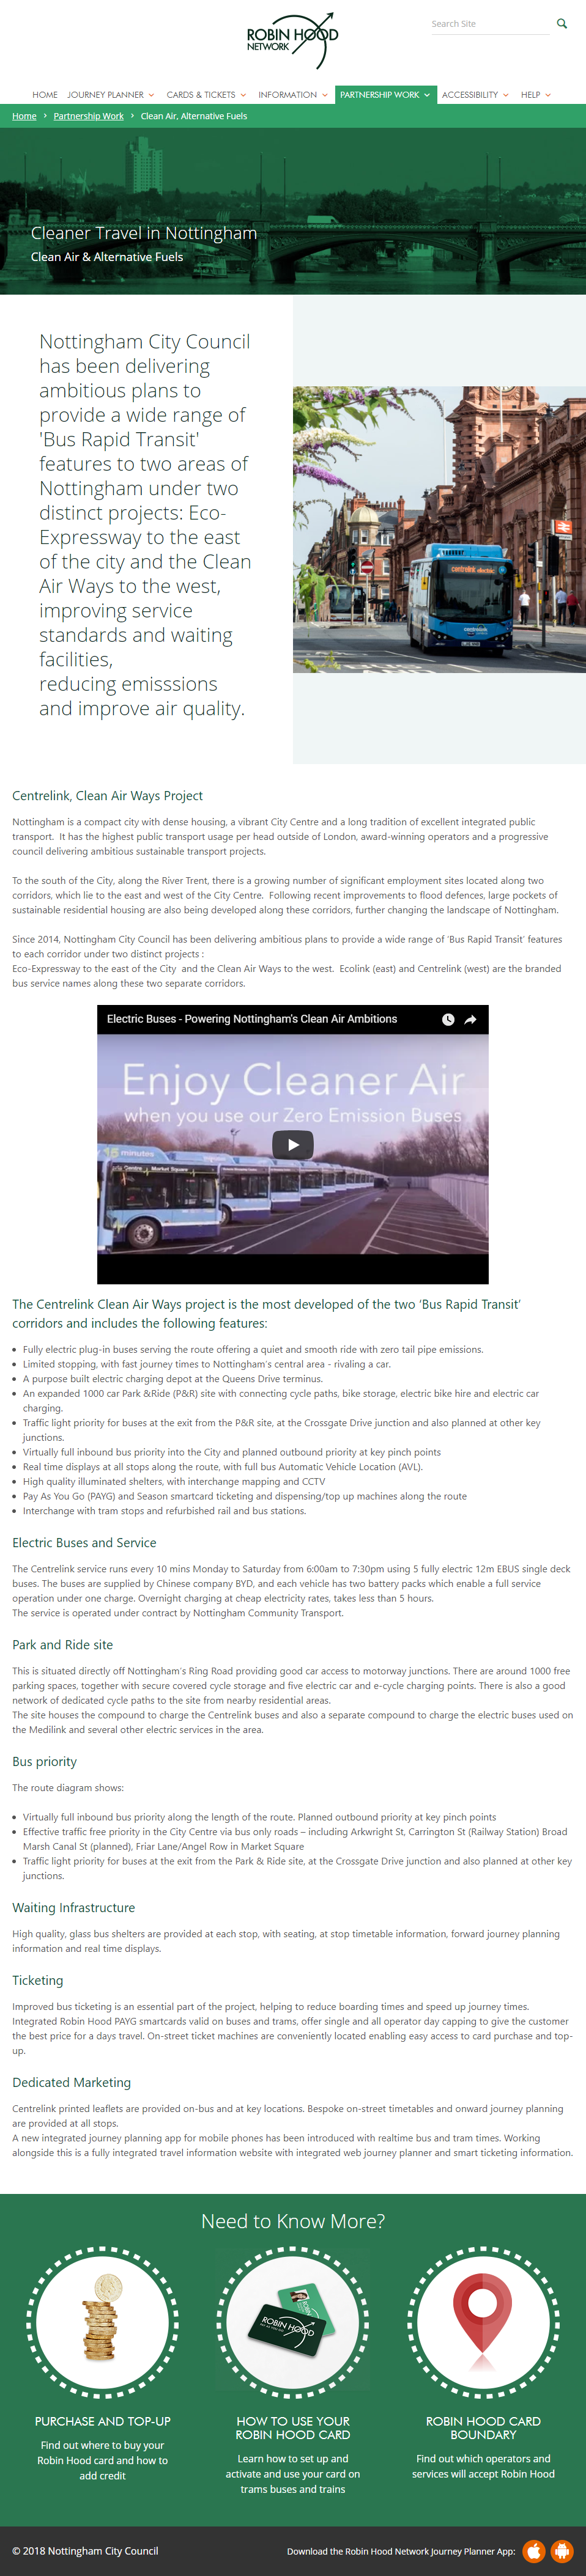 ROBIN HOOD
NETWORK
Search Site
HOME JOURNEY PLANNER CARDS & TICKETS INFORMATION PARTNERSHIP WORK ACCESSIBILITY HELP
Home > Partnership Work > Clean Air, Alternative Fuels
Cleaner Travel in Nottingham
Clean Air & Alternative Fuels
Nottingham City Council
has been delivering
ambitious plans to
provide a wide range of
'Bus Rapid Transit'
features to two areas of
Nottingham under two
distinct projects: Eco-
Expressway to the east
of the city and the Clean
Air Ways to the west,
improving service
standards and waiting
facilities,
reducing emisssions
and improve air quality.
centrelink electric
Centrelink, Clean Air Ways Project
Nottingham is a compact city with dense housing, a vibrant City Centre and a long tradition of excellent integrated public
transport. It has the highest public transport usage per head outside of London, award-winning operators and a progressive
council delivering ambitious sustainable transport projects.
To the south of the City, along the River Trent, there is a growing number of significant employment sites located along two
corridors, which lie to the east and west of the City Centre. Following recent improvements to flood defences, large pockets of
sustainable residential housing are also being developed along these corridors, further changing the landscape of Nottingham.
Since 2014, Nottingham City Council has been delivering ambitious plans to provide a wide range of 'Bus Rapid Transit' features
to each corridor under two distinct projects :
Eco-Expressway to the east of the City and the Clean Air Ways to the west. Ecolink (east) and Centrelink (west) are the branded
bus service names along these two separate corridors.
Electric Buses - Powering Nottingham's Clean Air Ambitions
Enjoy Cleaner Air
when you use our Zero Emission Buses
15 minutes
Centre - Market Square
The Centrelink Clean Air Ways project is the most developed of the two 'Bus Rapid Transit'
corridors and includes the following features:
• Fully electric plug-in buses serving the route offering a quiet and smooth ride with zero tail pipe emissions.
• Limited stopping, with fast journey times to Nottingham's central area - rivaling a car.
• A purpose built electric charging depot at the Queens Drive terminus.
• An expanded 1000 car Park &Ride (P&R) site with connecting cycle paths, bike storage, electric bike hire and electric car
charging.
• Traffic light priority for buses at the exit from the P&R site, at the Crossgate Drive junction and also planned at other key
junctions.
• Virtually full inbound bus priority into the City and planned outbound priority at key pinch points
• Real time displays at all stops along the route, with full bus Automatic Vehicle Location (AVL).
• High quality illuminated shelters, with interchange mapping and CCTV
• Pay As You Go (PAYG) and Season smartcard ticketing and dispensing/top up machines along the route
• Interchange with tram stops and refurbished rail and bus stations.
Electric Buses and Service
The Centrelink service runs every 10 mins Monday to Saturday from 6:00am to 7:30pm using 5 fully electric 12m EBUS single deck
buses. The buses are supplied by Chinese company BYD, and each vehicle has two battery packs which enable a full service
operation under one charge. Overnight charging at cheap electricity rates, takes less than 5 hours.
The service is operated under contract by Nottingham Community Transport.
Park and Ride site
This is situated directly off Nottingham's Ring Road providing good car access to motorway junctions. There are around 1000 free
parking spaces, together with secure covered cycle storage and five electric car and e-cycle charging points. There is also a good
network of dedicated cycle paths to the site from nearby residential areas.
The site houses the compound to charge the Centrelink buses and also a separate compound to charge the electric buses used on
the Medilink and several other electric services in the area.
Bus priority
The route diagram shows:
• Virtually full inbound bus priority along the length of the route. Planned outbound priority at key pinch points
• Effective traffic free priority in the City Centre via bus only roads – including Arkwright St, Carrington St (Railway Station) Broad
Marsh Canal St (planned), Friar Lane/Angel Row in Market Square
• Traffic light priority for buses at the exit from the Park & Ride site, at the Crossgate Drive junction and also planned at other key
junctions.
Waiting Infrastructure
High quality, glass bus shelters are provided at each stop, with seating, at stop timetable information, forward journey planning
information and real time displays.
Ticketing
Improved bus ticketing is an essential part of the project, helping to reduce boarding times and speed up journey times.
Integrated Robin Hood PAYG smartcards valid on buses and trams, offer single and all operator day capping to give the customer
the best price for a days travel. On-street ticket machines are conveniently located enabling easy access to card purchase and top-
up.
Dedicated Marketing
Centrelink printed leaflets are provided on-bus and at key locations. Bespoke on-street timetables and onward journey planning
are provided at all stops.
A new integrated journey planning app for mobile phones has been introduced with realtime bus and tram times. Working
alongside this is a fully integrated travel information website with integrated web journey planner and smart ticketing information.
Need to Know More?
ROBIN HOOD
PURCHASE AND TOP-UP
Find out where to buy your
Robin Hood card and how to
add credit
HOW TO USE YOUR
ROBIN HOOD CARD
Learn how to set up and
activate and use your card on
trams buses and trains
ROBIN HOOD CARD
BOUNDARY
Find out which operators and
services will accept Robin Hood
© 2018 Nottingham City Council
Download the Robin Hood Network Journey Planner App: